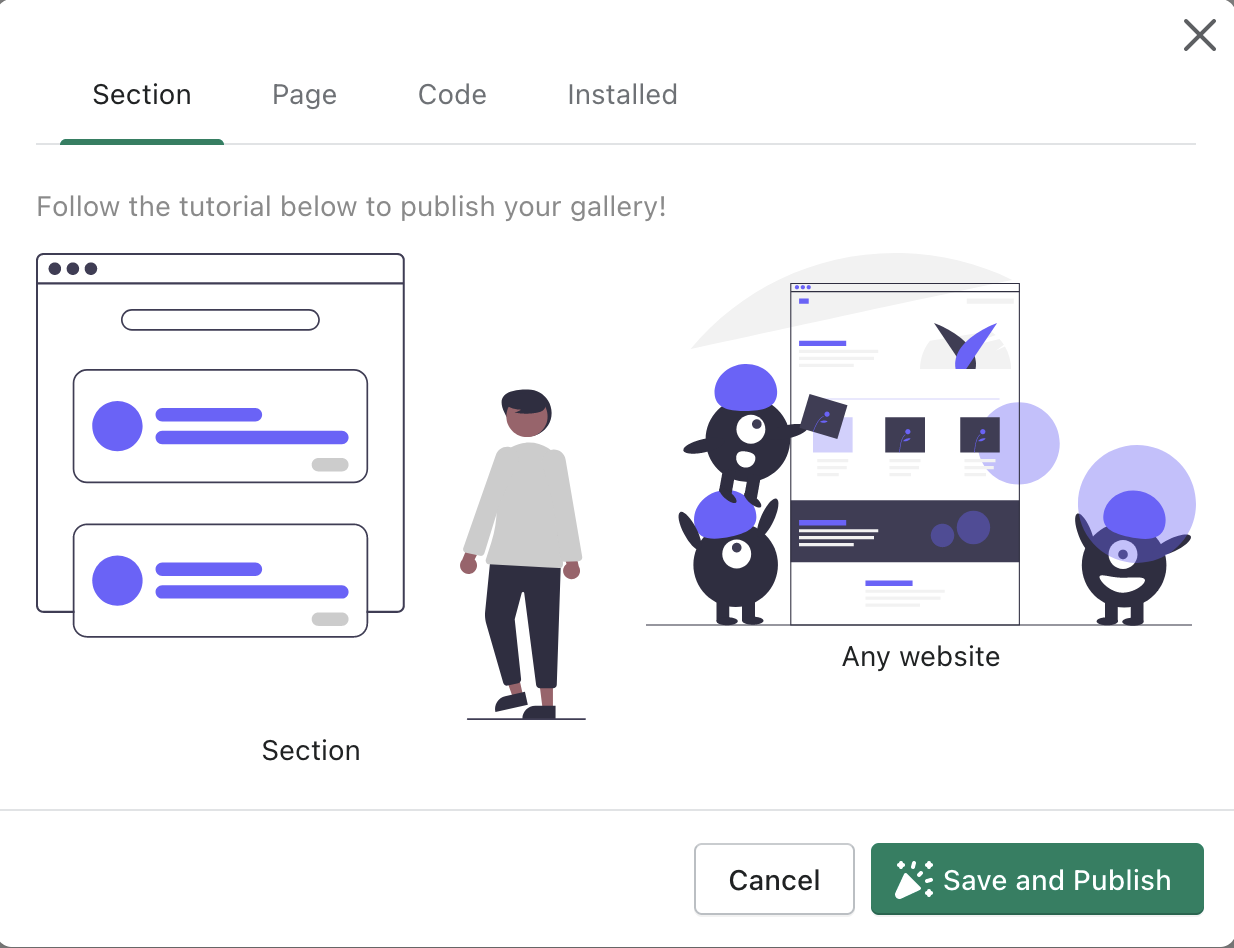 Section Page Code Installed
Follow the tutorial below to publish your gallery!
Any website
Section
Cancel Save and Publish